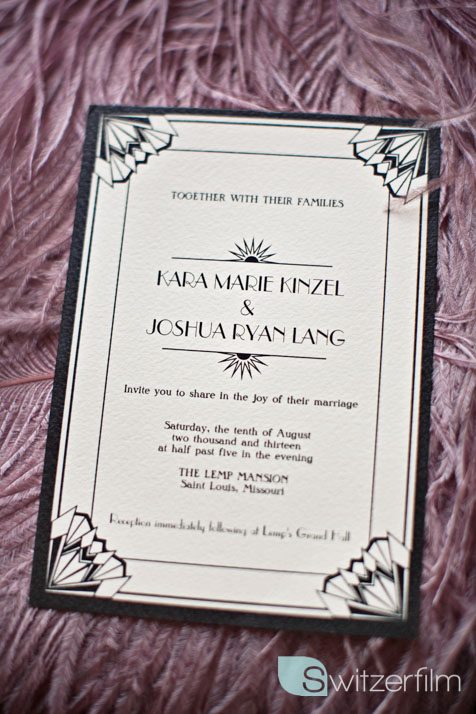 TOGETHER WITH THEIR FAMILIES
KARA MARIE KINZEL
&
JOSHUA RYAN LANG
Invite you to share in the joy of their marriage
Saturday, the tenth of August
two thousand and thirteen
at half past five in the evening
THE LEMP MANSION
Saint Louis, Missouri
Reception immediately following at Lemp's Grand Hall
Switzerfilm